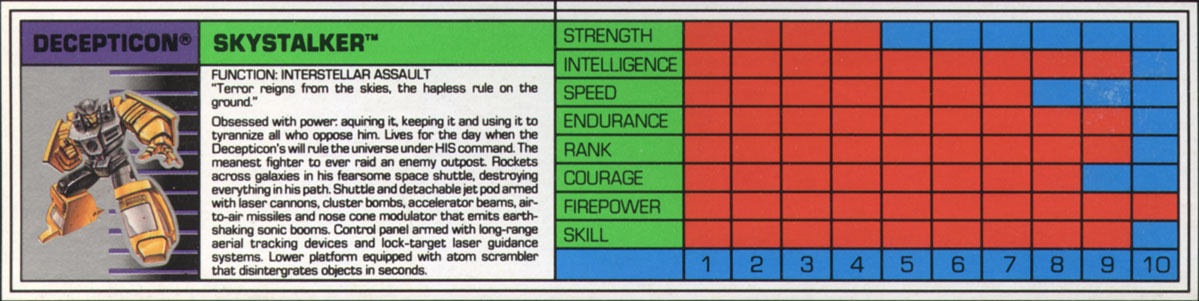 DECEPTICON®
SKYSTALKER™
FUNCTION: INTERSTELLAR ASSAULT
"Terror reigns from the skies, the hapless rule on the
ground."
Obsessed with power: aquiring it, keeping it and using it to
tyrannize all who oppose him. Lives for the day when the
Decepticon's will rule the universe under HIS command. The
meanest fighter to ever raid an enemy outpost. Rockets
across galaxies in his fearsome space shuttle, destroying
everything in his path. Shuttle and detachable jet pod armed
with laser cannons, cluster bombs, accelerator beams, air-
to-air missiles and nose cone modulator that emits earth-
shaking sonic booms. Control panel armed with long-range
aerial tracking devices and lock-target laser guidance
systems. Lower platform equipped with atom scrambler
that disintergrates objects in seconds.
STRENGTH
INTELLIGENCE
SPEED
ENDURANCE
RANK
COURAGE
FIREPOWER
SKILL
1 2 3 4 5 6 7 8 9 10